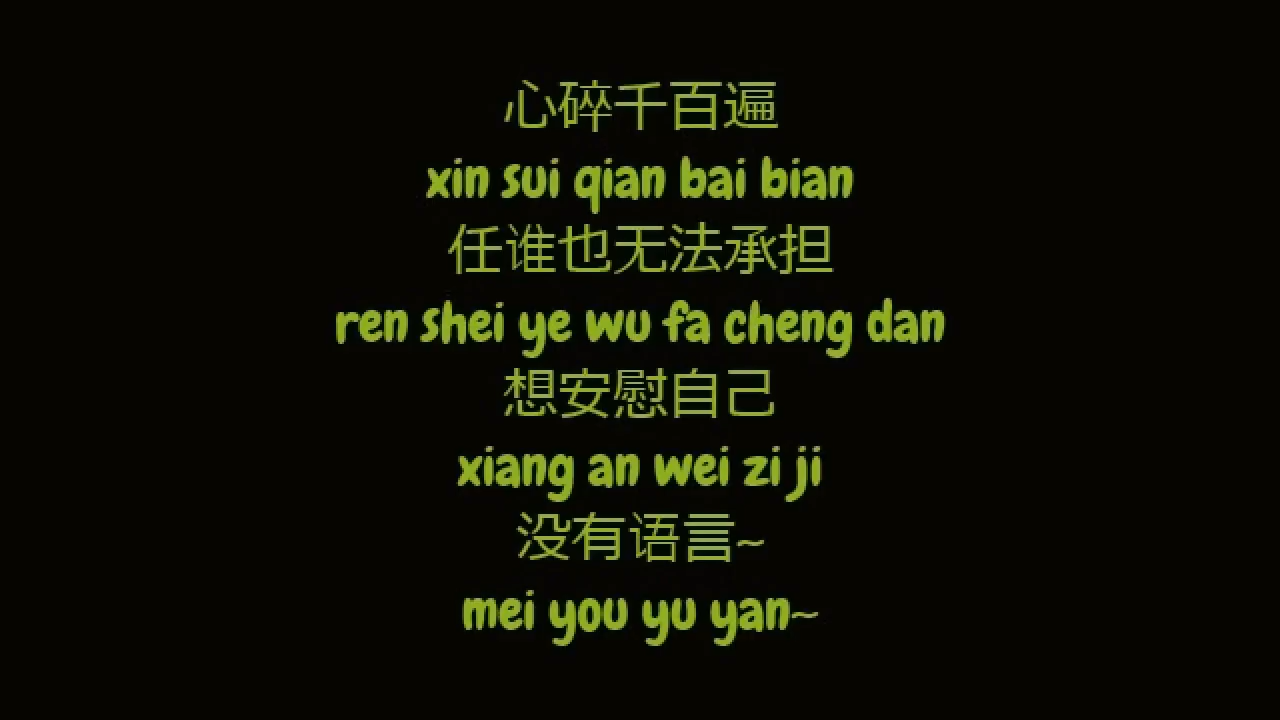 心碎千百遍
xin sui qian bai bian
任谁也无法承担
ren shei ye wu fa cheng dan
想安慰自己
xiang an wei zi ji
没有语言~
mei you yu yan~